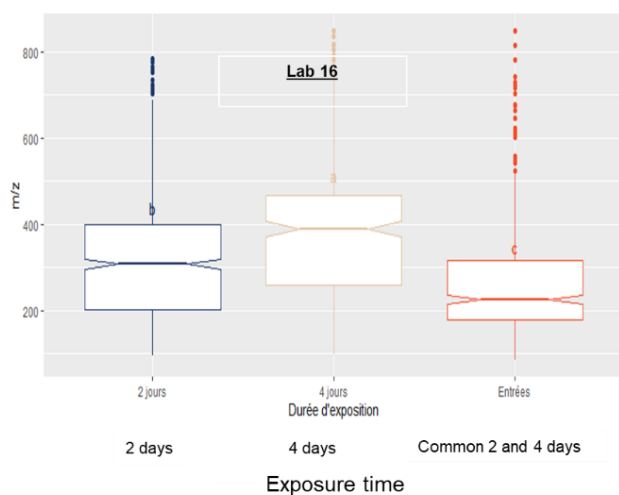 800
Lab 16
600
m/z
a
b
400
c
200
2 jours 4 jours Entrées
Durée d'exposition
2 days 4 days Common 2 and 4 days
Exposure time